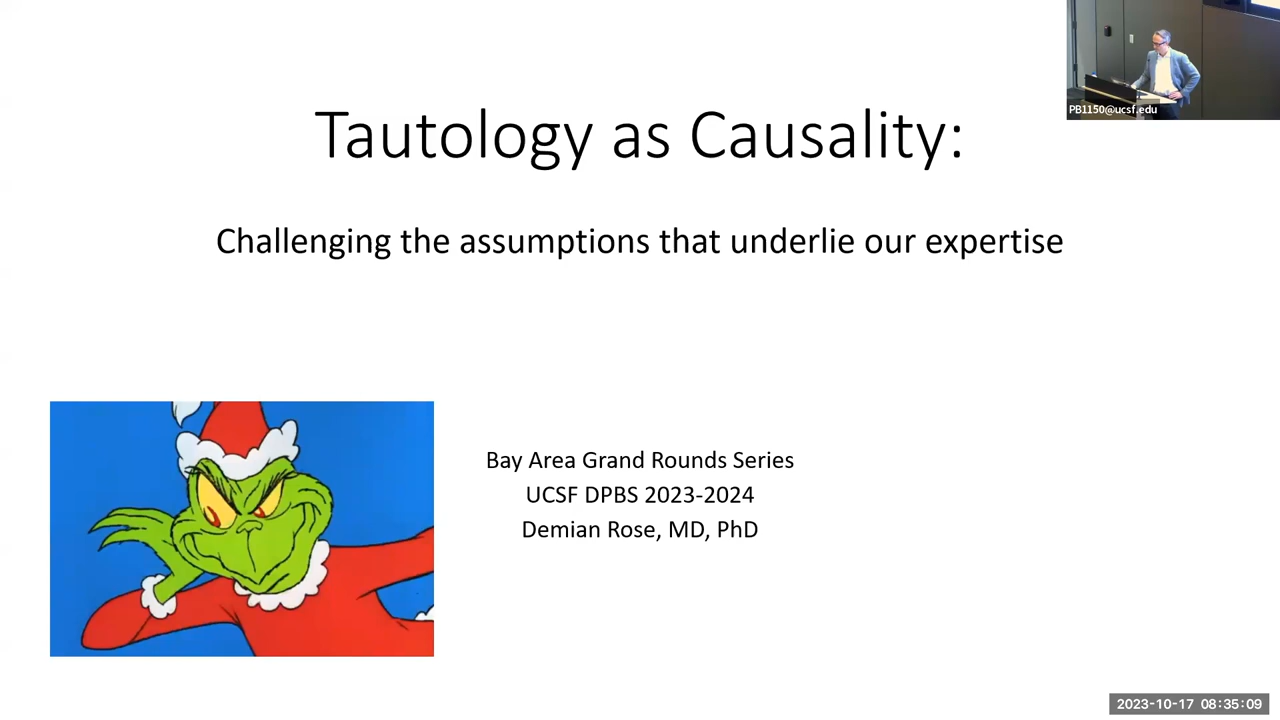 PB1150@ucsf.edu
Tautology as Causality:
Challenging the assumptions that underlie our expertise
Bay Area Grand Rounds Series
UCSF DPBS 2023-2024
Demian Rose, MD, PhD
2023-10-17 08:35:09